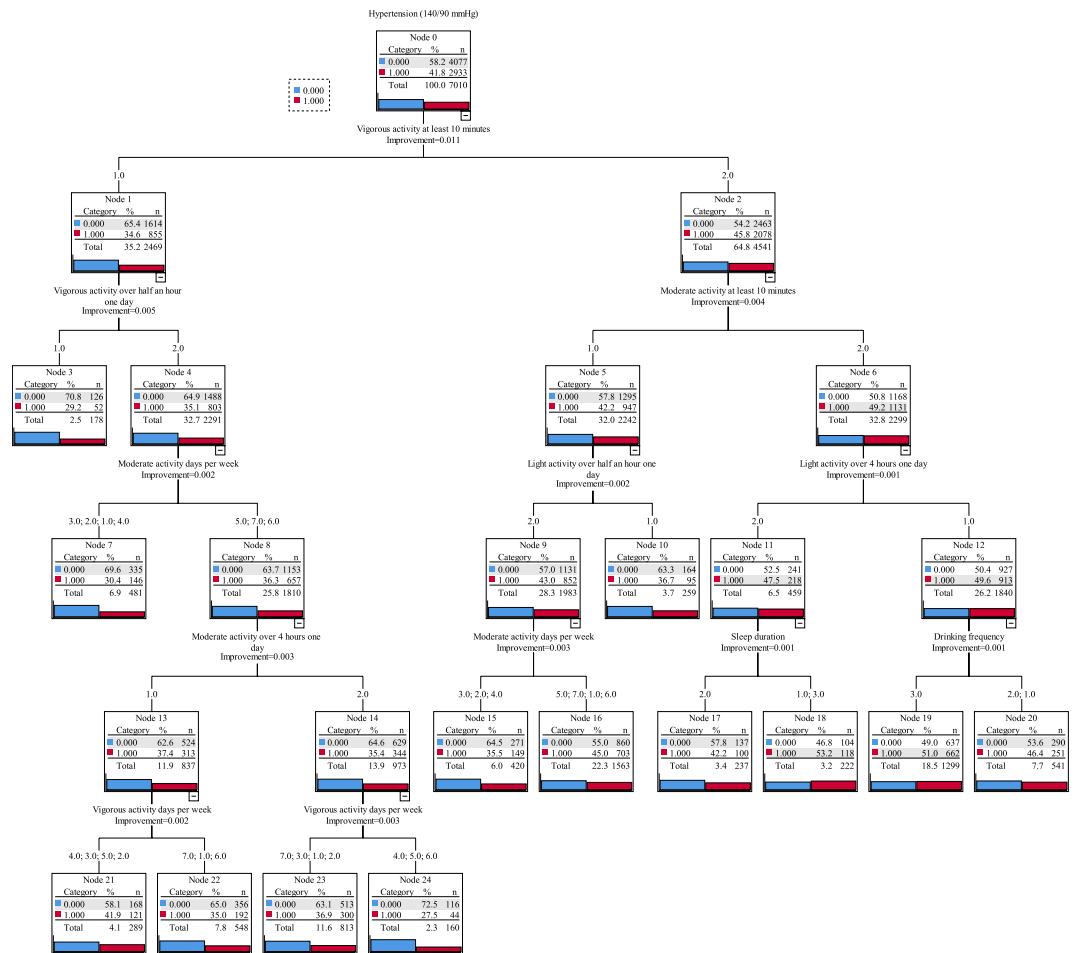 Hypertension (140/90 mmHg)
Node 0
Category % n
0.000 58.2 4077
1.000 41.8 2933
Total 100.0 7010
0.000
1.000
Vigorous activity at least 10 minutes
Improvement=0.011
1.0
2.0
Node 1
Category % n
0.000 65.4 1614
1.000 34.6 855
Total 35.2 2469
Node 2
Category % n
0.000 54.2 2463
1.000 45.8 2078
Total 64.8 4541
Vigorous activity over half an hour
one day
Improvement=0.005
Moderate activity at least 10 minutes
Improvement=0.004
1.0
2.0
1.0
2.0
Node 3
Category % n
0.000 70.8 126
1.000 29.2 52
Total 2.5 178
Node 4
Category % n
0.000 64.9 1488
1.000 35.1 803
Total 32.7 2291
Node 5
Category % n
0.000 57.8 1295
1.000 42.2 947
Total 32.0 2242
Node 6
Category % n
0.000 50.8 1168
1.000 49.2 1131
Total 32.8 2299
Moderate activity days per week
Improvement=0.002
Light activity over half an hour one
day
Improvement=0.002
Light activity over 4 hours one day
Improvement=0.001
3.0; 2.0; 1.0; 4.0
5.0; 7.0; 6.0
2.0
1.0
2.0
1.0
Node 7
Category % n
0.000 69.6 335
1.000 30.4 146
Total 6.9 481
Node 8
Category % n
0.000 63.7 1153
1.000 36.3 657
Total 25.8 1810
Node 9
Category % n
0.000 57.0 1131
1.000 43.0 852
Total 28.3 1983
Node 10
Category % n
0.000 63.3 164
1.000 36.7 95
Total 3.7 259
Node 11
Category % n
0.000 52.5 241
1.000 47.5 218
Total 6.5 459
Node 12
Category % n
0.000 50.4 927
1.000 49.6 913
Total 26.2 1840
Moderate activity over 4 hours one
day
Improvement=0.003
Moderate activity days per week
Improvement=0.003
Sleep duration
Improvement=0.001
Drinking frequency
Improvement=0.001
1.0
2.0
3.0; 2.0; 4.0
5.0; 7.0; 1.0; 6.0
2.0
1.0; 3.0
3.0
2.0; 1.0
Node 13
Category % n
0.000 62.6 524
1.000 37.4 313
Total 11.9 837
Node 14
Category % n
0.000 64.6 629
1.000 35.4 344
Total 13.9 973
Node 15
Category % n
0.000 64.5 271
1.000 35.5 149
Total 6.0 420
Node 16
Category % n
0.000 55.0 860
1.000 45.0 703
Total 22.3 1563
Node 17
Category % n
0.000 57.8 137
1.000 42.2 100
Total 3.4 237
Node 18
Category % n
0.000 46.8 104
1.000 53.2 118
Total 3.2 222
Node 19
Category % n
0.000 49.0 637
1.000 51.0 662
Total 18.5 1299
Node 20
Category % n
0.000 53.6 290
1.000 46.4 251
Total 7.7 541
Vigorous activity days per week
Improvement=0.002
Vigorous activity days per week
Improvement=0.003
4.0; 3.0; 5.0; 2.0
7.0; 1.0; 6.0
7.0; 3.0; 1.0; 2.0
4.0; 5.0; 6.0
Node 21
Category % n
0.000 58.1 168
1.000 41.9 121
Total 4.1 289
Node 22
Category % n
0.000 65.0 356
1.000 35.0 192
Total 7.8 548
Node 23
Category % n
0.000 63.1 513
1.000 36.9 300
Total 11.6 813
Node 24
Category % n
0.000 72.5 116
1.000 27.5 44
Total 2.3 160